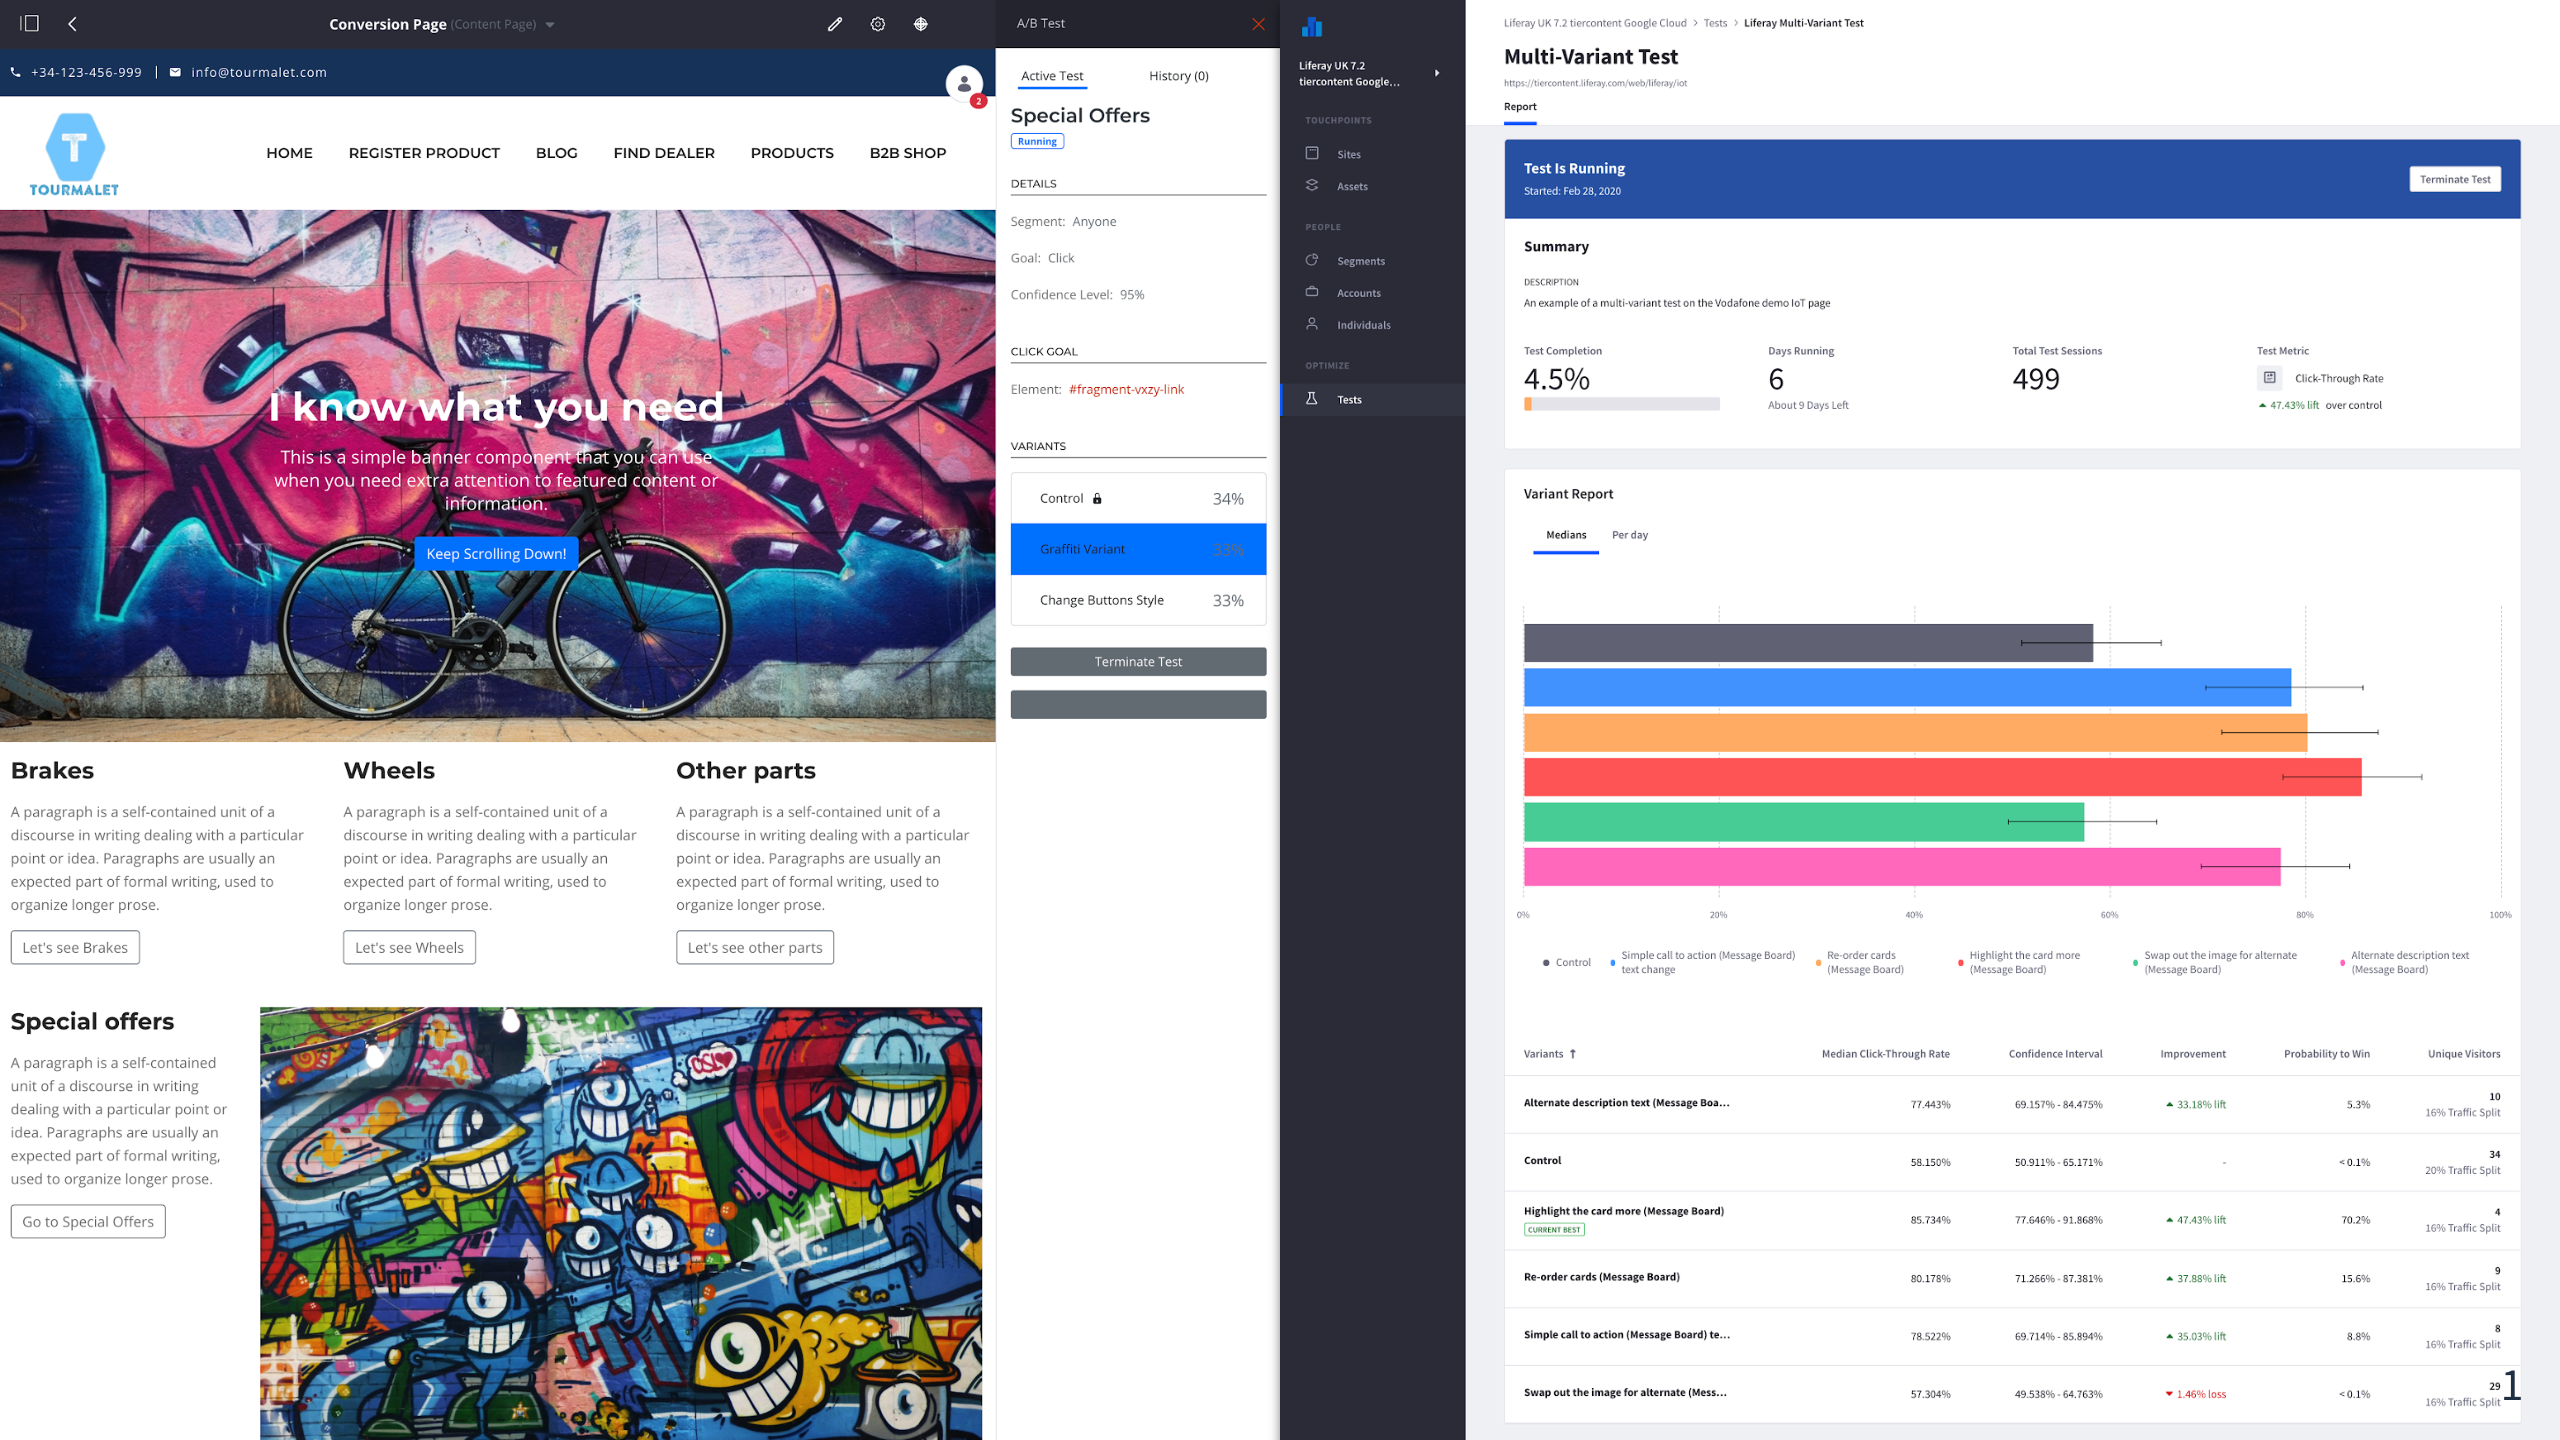 Conversion Page (Content Page)
+34-123-456-999 | info@tourmalet.com
2
T
TOURMALET
HOME
REGISTER PRODUCT
BLOG
FIND DEALER
PRODUCTS
B2B SHOP
I know what you need
This is a simple banner component that you can use
when you need extra attention to featured content or
information.
Keep Scrolling Down!
Brakes
A paragraph is a self-contained unit of a
discourse in writing dealing with a particular
point or idea. Paragraphs are usually an
expected part of formal writing, used to
organize longer prose.
Let's see Brakes
Wheels
A paragraph is a self-contained unit of a
discourse in writing dealing with a particular
point or idea. Paragraphs are usually an
expected part of formal writing, used to
organize longer prose.
Let's see Wheels
Other parts
A paragraph is a self-contained unit of a
discourse in writing dealing with a particular
point or idea. Paragraphs are usually an
expected part of formal writing, used to
organize longer prose.
Let's see other parts
Special offers
A paragraph is a self-contained
unit of a discourse in writing
dealing with a particular point or
idea. Paragraphs are usually an
expected part of formal writing,
used to organize longer prose.
Go to Special Offers
A/B Test
Active Test
History (0)
Special Offers
Running
DETAILS
Segment: Anyone
Goal: Click
Confidence Level: 95%
CLICK GOAL
Element: #fragment-vxzy-link
VARIANTS
Control 34%
Graffiti Variant 33%
Change Buttons Style 33%
Terminate Test
Liferay UK 7.2
tiercontent Google...
TOUCHPOINTS
Sites
Assets
PEOPLE
Segments
Accounts
Individuals
OPTIMIZE
Tests
Liferay UK 7.2 tiercontent Google Cloud > Tests > Liferay Multi-Variant Test
Multi-Variant Test
https://tiercontent.liferay.com/web/liferay/iot
Report
Test Is Running
Started: Feb 28, 2020
Terminate Test
Summary
DESCRIPTION
An example of a multi-variant test on the Vodafone demo IoT page
Test Completion
4.5%
Days Running
6
About 9 Days Left
Total Test Sessions
499
Test Metric
Click-Through Rate
47.43% lift over control
Variant Report
Medians
Per day
0% 20% 40% 60% 80% 100%
Control
Simple call to action (Message Board)
text change
Re-order cards
(Message Board)
Highlight the card more
(Message Board)
Swap out the image for alternate
(Message Board)
Alternate description text
(Message Board)
Variants ↑ Median Click-Through Rate Confidence Interval Improvement Probability to Win Unique Visitors
Alternate description text (Message Boa... 77.443% 69.157% - 84.475% 33.18% lift 5.3% 10
16% Traffic Split
Control 58.150% 50.911% - 65.171% - < 0.1% 34
20% Traffic Split
Highlight the card more (Message Board) 85.734% 77.646% - 91.868% 47.43% lift 70.2% 4
CURRENT BEST 16% Traffic Split
Re-order cards (Message Board) 80.178% 71.266% - 87.381% 37.88% lift 15.6% 9
16% Traffic Split
Simple call to action (Message Board) te... 78.522% 69.714% - 85.894% 35.03% lift 8.8% 8
16% Traffic Split
Swap out the image for alternate (Mess... 57.304% 49.538% - 64.763% 1.46% loss < 0.1% 29
16% Traffic Split
1